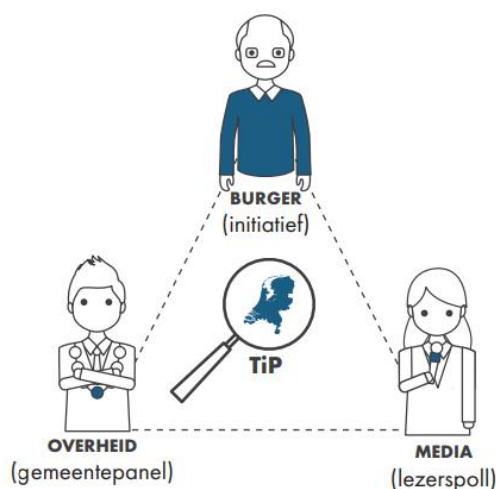 BURGER
(initiatief)
TiP
OVERHEID
(gemeentepanel)
MEDIA
(lezerspoll)